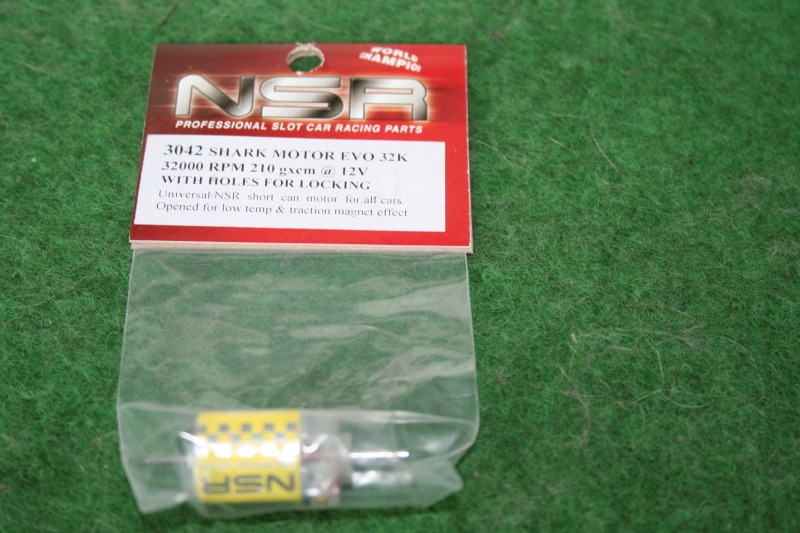 WORLD
CHAMPION
NSR
PROFESSIONAL SLOT CAR RACING PARTS
3042 SHARK MOTOR EVO 32K
32000 RPM 210 gxcm @ 12V
WITH HOLES FOR LOCKING
Universal-NSR short can motor for all cars
Opened for low temp & traction magnet effect
NSR